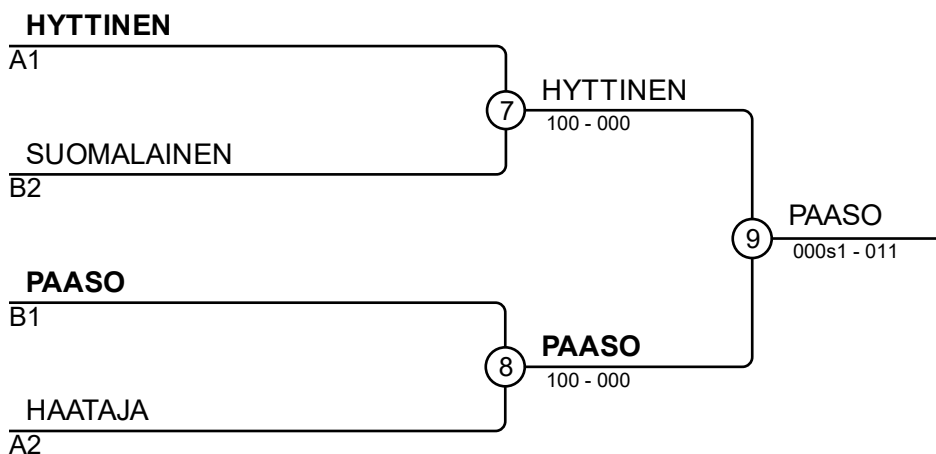 HYTTINEN
A1
7
HYTTINEN
100 - 000
SUOMALAINEN
B2
9
PAASO
000s1 - 011
PAASO
B1
8
PAASO
100 - 000
HAATAJA
A2